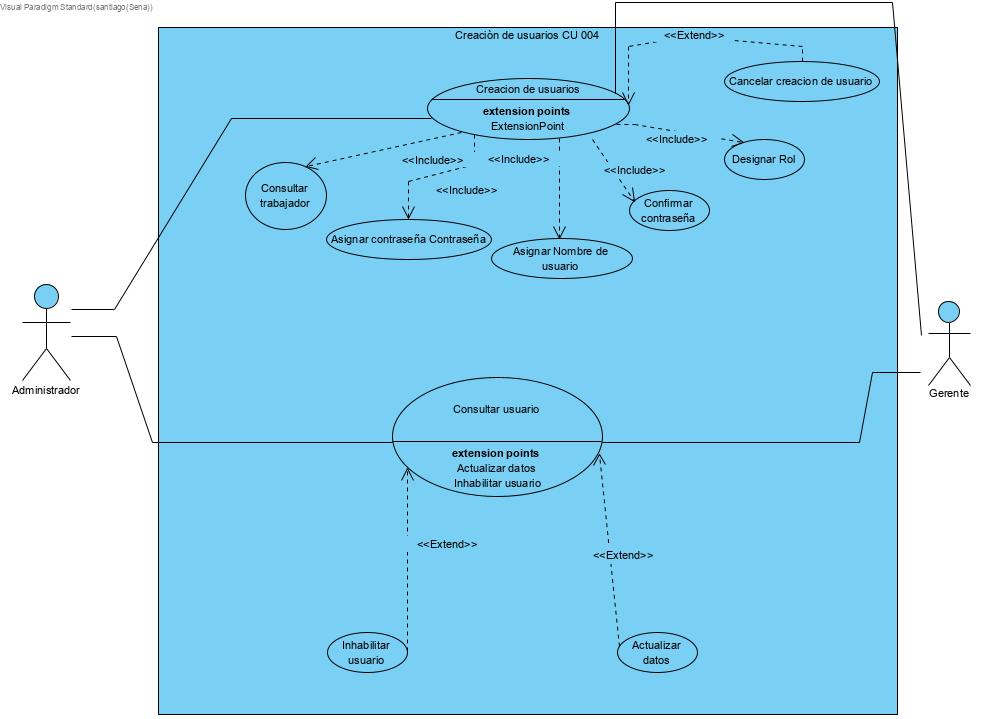 Visual Paradigm Standard(santiago(Sena))
Creaciòn de usuarios CU 004
<<Extend>>
Cancelar creacion de usuario
Creacion de usuarios
extension points
ExtensionPoint
<<Include>>
<<Include>>
<<Include>>
<<Include>>
<<Include>>
Designar Rol
Consultar
trabajador
Confirmar
contraseña
Asignar contraseña Contraseña
Asignar Nombre de
usuario
Administrador
Gerente
Consultar usuario
extension points
Actualizar datos
Inhabilitar usuario
<<Extend>>
<<Extend>>
Inhabilitar
usuario
Actualizar
datos